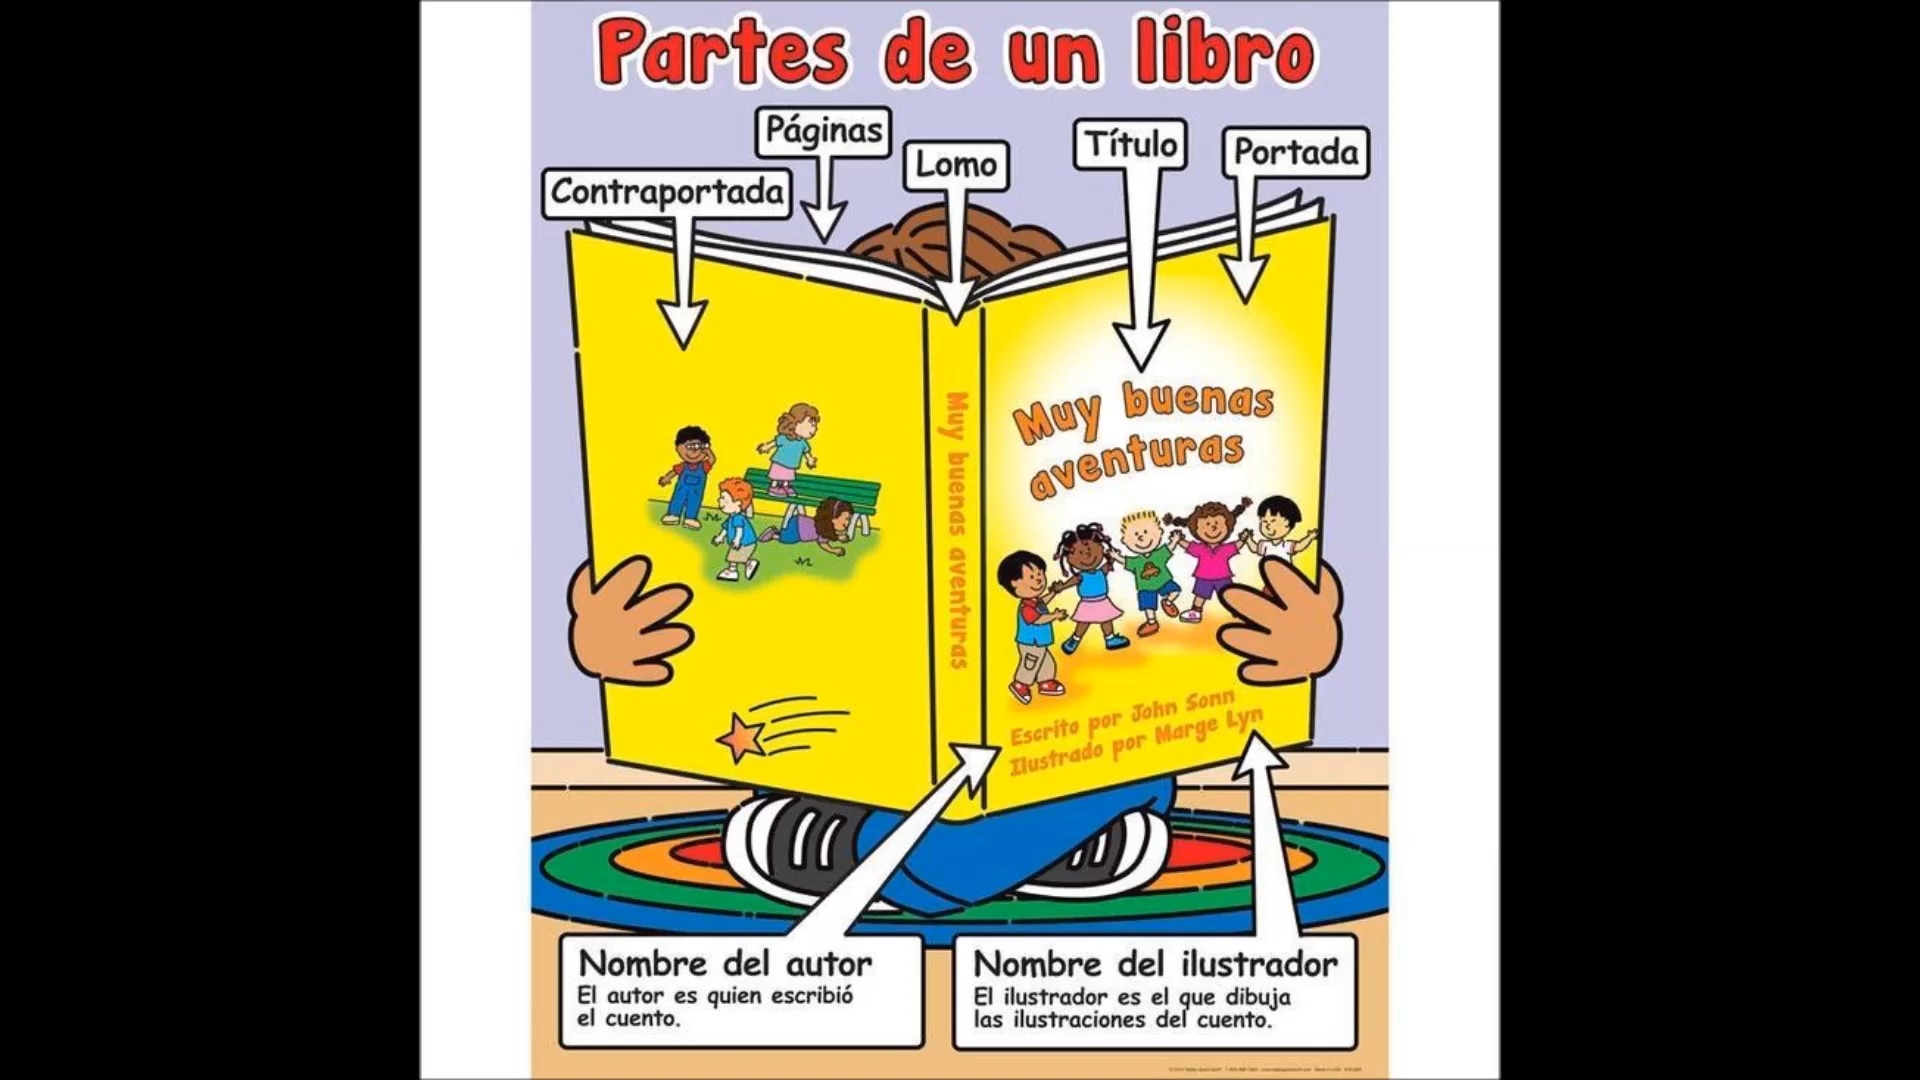 Partes de un libro
Páginas
Lomo
Título
Portada
Contraportada
Muy buenas aventuras
Muy buenas
aventuras
Escrito por John Sonn
Ilustrado por Marge Lyn
Nombre del autor
El autor es quien escribió
el cuento.
Nombre del ilustrador
El ilustrador es el que dibuja
las ilustraciones del cuento.